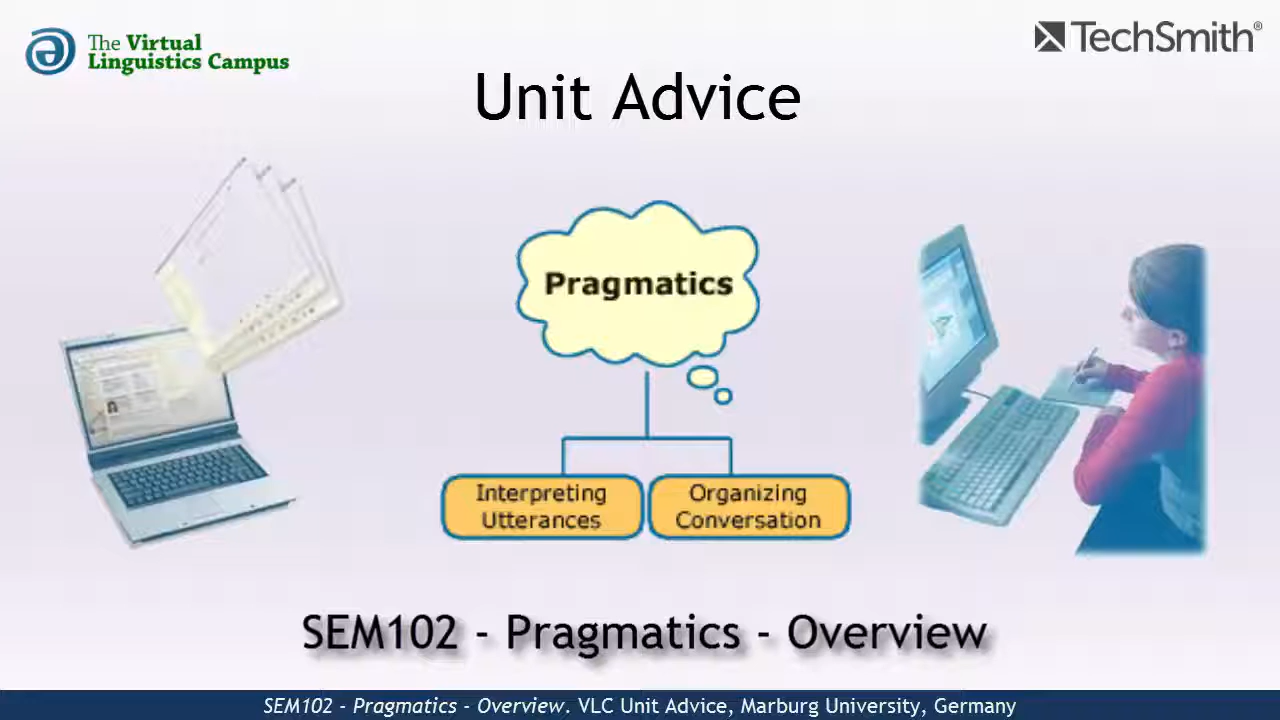 The Virtual
Linguistics Campus
TechSmith®
Unit Advice
Pragmatics
Interpreting
Utterances
Organizing
Conversation
SEM102 - Pragmatics - Overview
SEM102 - Pragmatics - Overview. VLC Unit Advice, Marburg University, Germany